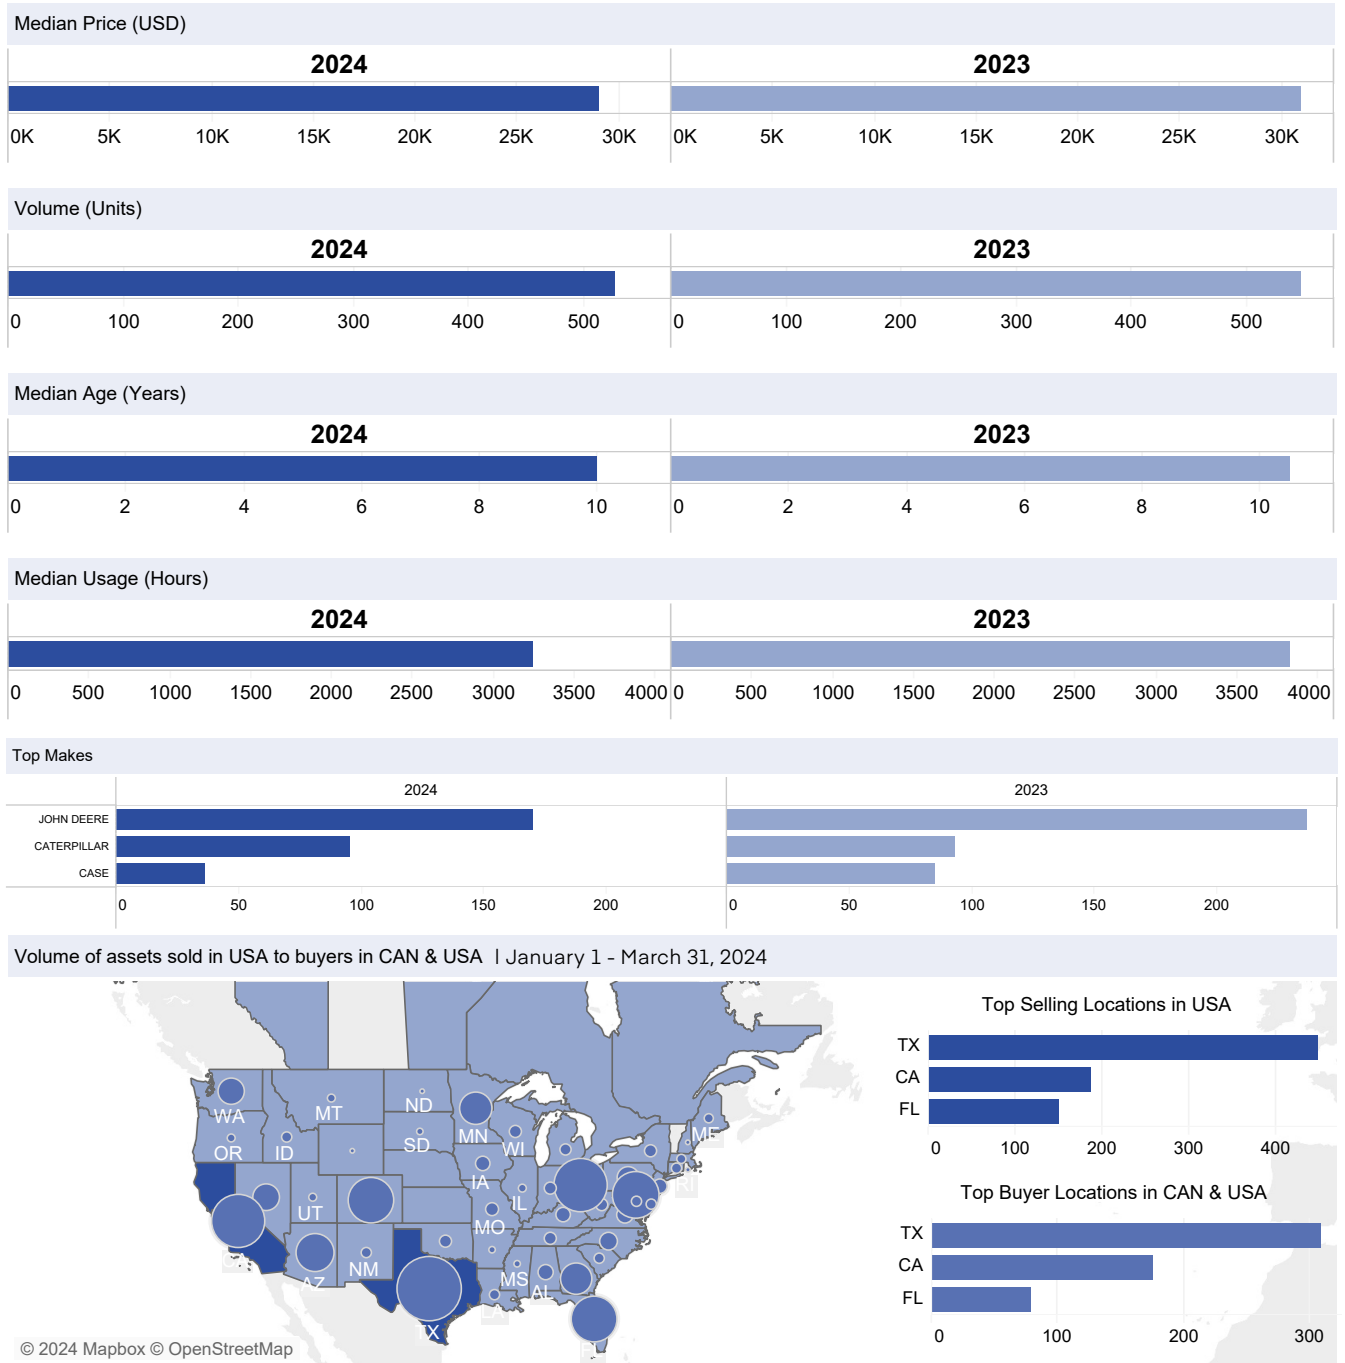 Median Price (USD)
2024 2023
0K 5K 10K 15K 20K 25K 30K 0K 5K 10K 15K 20K 25K 30K
Volume (Units)
2024 2023
0 100 200 300 400 500 0 100 200 300 400 500
Median Age (Years)
2024 2023
0 2 4 6 8 10 0 2 4 6 8 10
Median Usage (Hours)
2024 2023
0 500 1000 1500 2000 2500 3000 3500 4000 0 500 1000 1500 2000 2500 3000 3500 4000
Top Makes
2024 2023
JOHN DEERE
CATERPILLAR
CASE
0 50 100 150 200 0 50 100 150 200
Volume of assets sold in USA to buyers in CAN & USA | January 1 - March 31, 2024
WA MT ND MN WI ME
OR ID SD
IA RI
UT IL
MO
CA
AZ NM MS AL
LA
TX
FL
© 2024 Mapbox © OpenStreetMap
Top Selling Locations in USA
TX
CA
FL
0 100 200 300 400
Top Buyer Locations in CAN & USA
TX
CA
FL
0 100 200 300